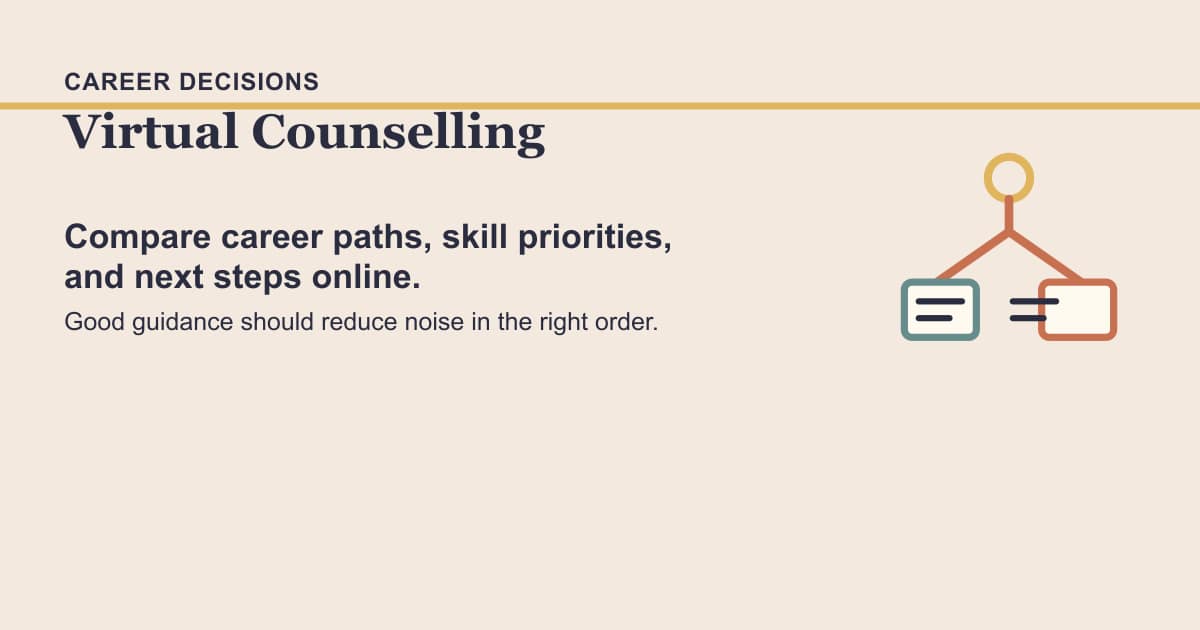 CAREER DECISIONS
Virtual Counselling
Compare career paths, skill priorities,
and next steps online.
Good guidance should reduce noise in the right order.